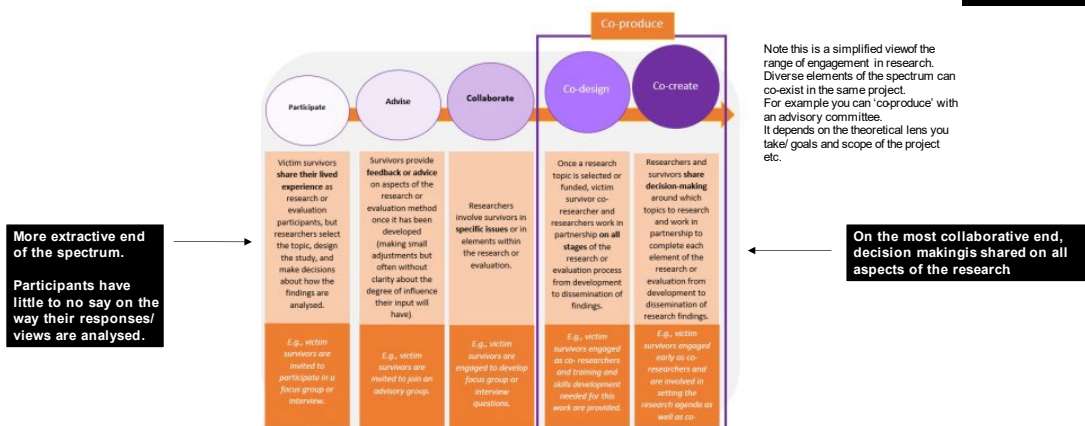 Co-produce
Participate
Advise
Collaborate
Co-design
Co-create
Note this is a simplified viewof the
range of engagement in research.
Diverse elements of the spectrum can
co-exist in the same project.
For example you can 'coproduce' with
an advisory committee.
It depends on the theoretical lens you
take/ goals and scope of the project
etc.
More extractive end
of the spectrum.
Participants have
little to no say on the
way their responses/
views are analysed.
Victim survivors
share their lived
experience as
research or
evaluation
participants, but
researchers select
the topic, design
the study, and
make decisions
about how the
findings are
analysed.
E.g., victim
survivors are
invited to
participate in a
focus group or
interview.
Survivors provide
feedback or advice
on aspects of the
research or
evaluation method
once it has been
developed
(making small
adjustments but
often without
clarity about the
degree of influence
their input will
have)
E.g., victim
survivors are
invited to join an
advisory group.
Researchers
involve survivors in
specific issues or in
elements within
the research or
evaluation.
E.g., victim
survivors are
engaged to develop
focus group or
interview
questions.
Once a research
topic is selected or
funded, victim
survivor co-
researcher and
researchers work in
partnership on all
stages of the
research or
evaluation process
from development
to dissemination of
findings.
E.g., victim
survivors engaged
as co- researchers
and training and
skills development
needed for this
work are provided.
Researchers and
survivors share
decision-making
around which
topics to research
and work in
partnership to
complete each
element of the
research or
evaluation from
development to
dissemination of
research findings.
E.g., victim
survivors engaged
early as co-
researchers and
are involved in
setting the
research agenda as
well as co-
On the most collaborative end,
decision makingis shared on all
aspects of the research